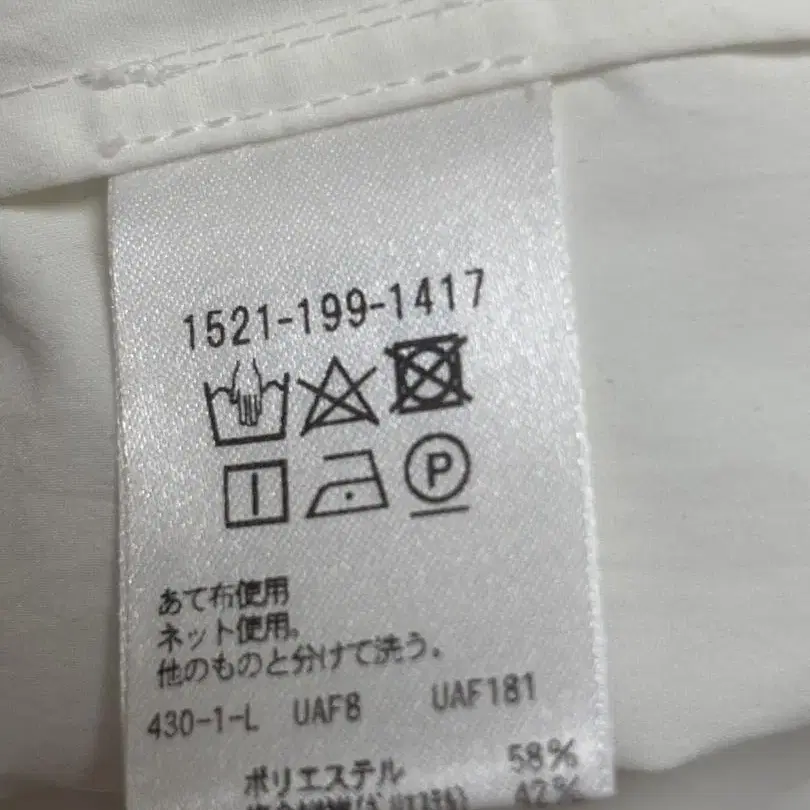 1521-199-1417
P
あて布使用
ネット使用。
他のものと分けて洗う。
430-1-L UAF8 UAF181
ポリエステル 58%
42%